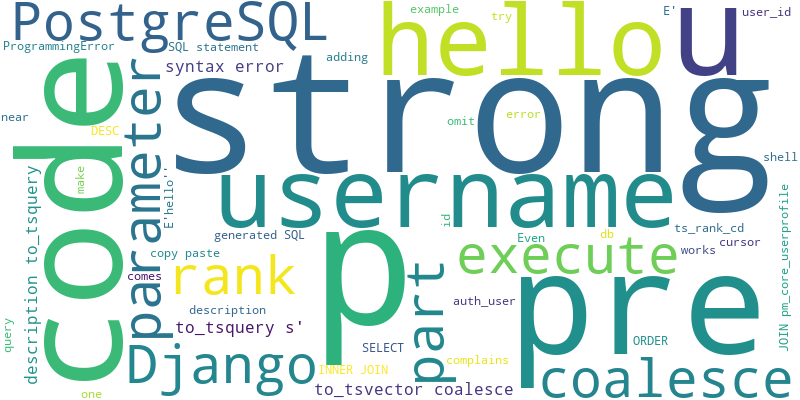 PostgreSQL
hello
u
example
try
E'
user_id
ProgrammingError
SQL statement
adding
syntax error
strong
code
parameter
near
DESC
omit
error
shell
make
E'hello''
username
description to_tsquery
generated SQL
id
p
Even
db
ts_rank_cd
cursor
works
copy paste
execute
comes
rank
part
pre
JOIN pm_core_userprofile
description
auth_user
to_tsquery s'
query
SELECT
ORDER
Django
INNER JOIN
complains
one
to_tsvector coalesce
coalesce